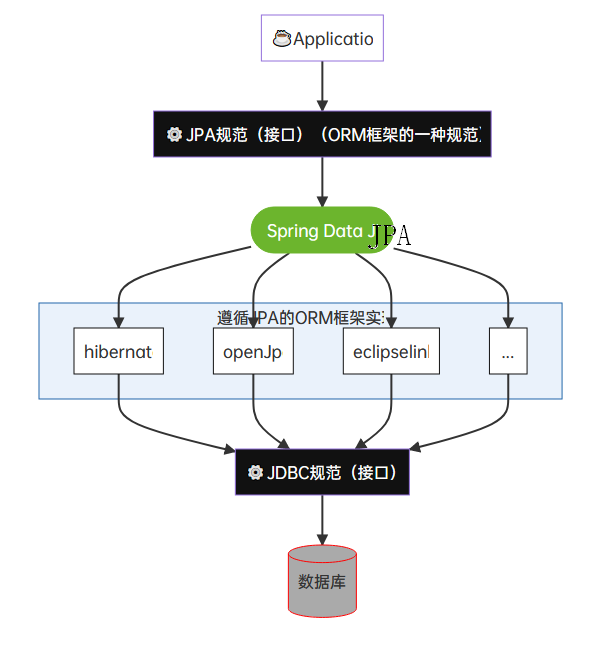 Applicatio
JPA规范（接口）（ORM框架的一种规范
Spring Data J
JPA
遵循JPA的ORM框架实
hibernat
openJp
eclipselin
...
JDBC规范（接口）
数据库